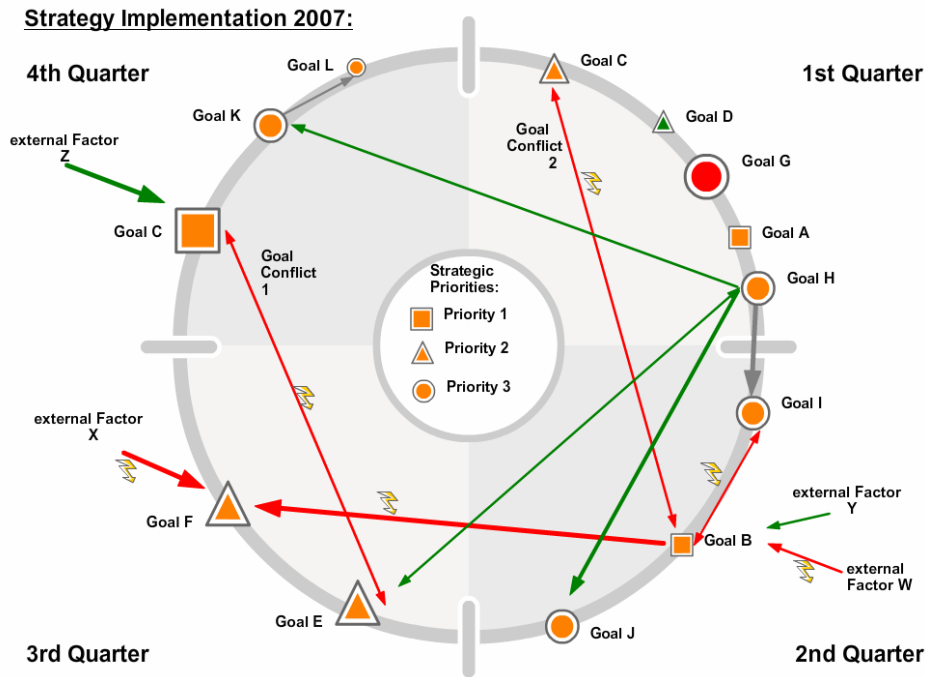 Strategy Implementation 2007:
4th Quarter
1st Quarter
Goal L
Goal C
Goal K
Goal D
external Factor
Z
Goal
Conflict
2
Goal G
Goal C
Goal A
Goal
Conflict
1
Goal H
Strategic
Priorities:
Priority 1
Priority 2
Priority 3
Goal I
external Factor
X
Goal F
external Factor
Y
Goal B
external
Factor W
Goal E
Goal J
3rd Quarter
2nd Quarter